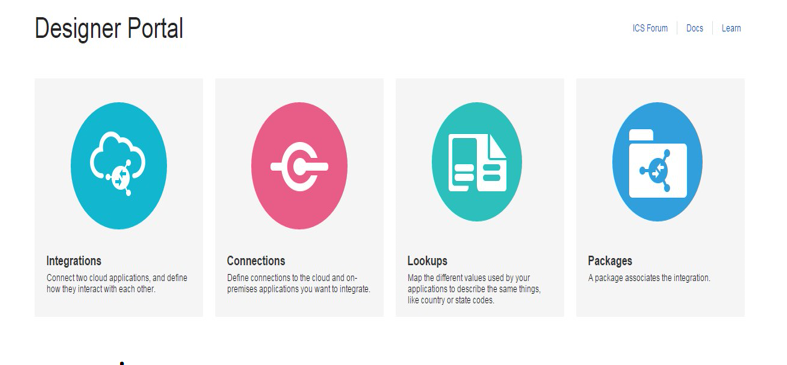 Designer Portal
ICS Forum
Docs
Learn
Integrations
Connect two cloud applications, and define
how they interact with each other.
Connections
Define connections to the cloud and on-
premises applications you want to integrate.
Lookups
Map the different values used by your
applications to describe the same things,
like country or state codes.
Packages
A package associates the integration.